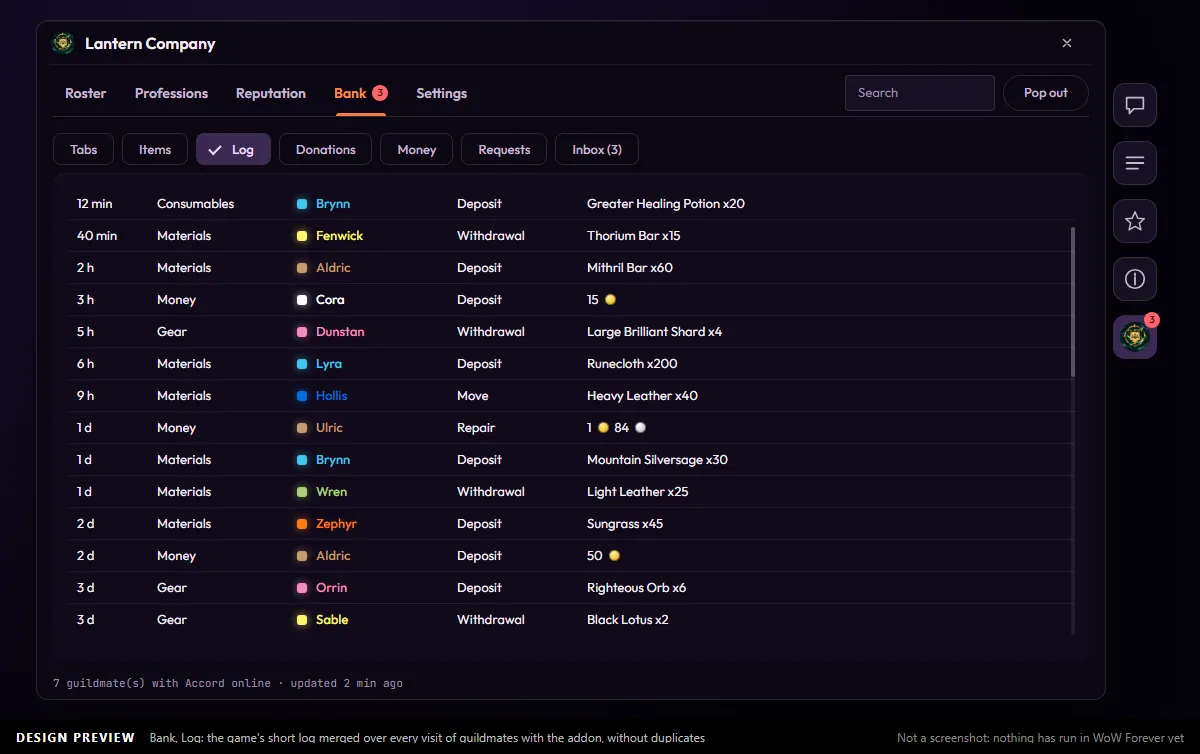 Lantern Company
Roster Professions Reputation Bank 3 Settings Search Pop out
Tabs Items Log Donations Money Requests Inbox (3)
12 min Consumables Brynn Deposit Greater Healing Potion x20
40 min Materials Fenwick Withdrawal Thorium Bar x15
2 h Materials Aldric Deposit Mithril Bar x60
3 h Money Cora Deposit 15
5 h Gear Dunstan Withdrawal Large Brilliant Shard x4
6 h Materials Lyra Deposit Runecloth x200
3
9 h Materials Hollis Move Heavy Leather x40
1 d Money Ulric Repair 1 84
1 d Materials Brynn Deposit Mountain Silversage x30
1 d Materials Wren Withdrawal Light Leather x25
2 d Materials Zephyr Deposit Sungrass x45
2 d Money Aldric Deposit 50
3 d Gear Orrin Deposit Righteous Orb x6
3 d Gear Sable Withdrawal Black Lotus x2
7 guildmate(s) with Accord online · updated 2 min ago
DESIGN PREVIEW Bank, Log: the game's short log merged over every visit of guildmates with the addon, without duplicates Not a screenshot: nothing has run in WoW Forever yet